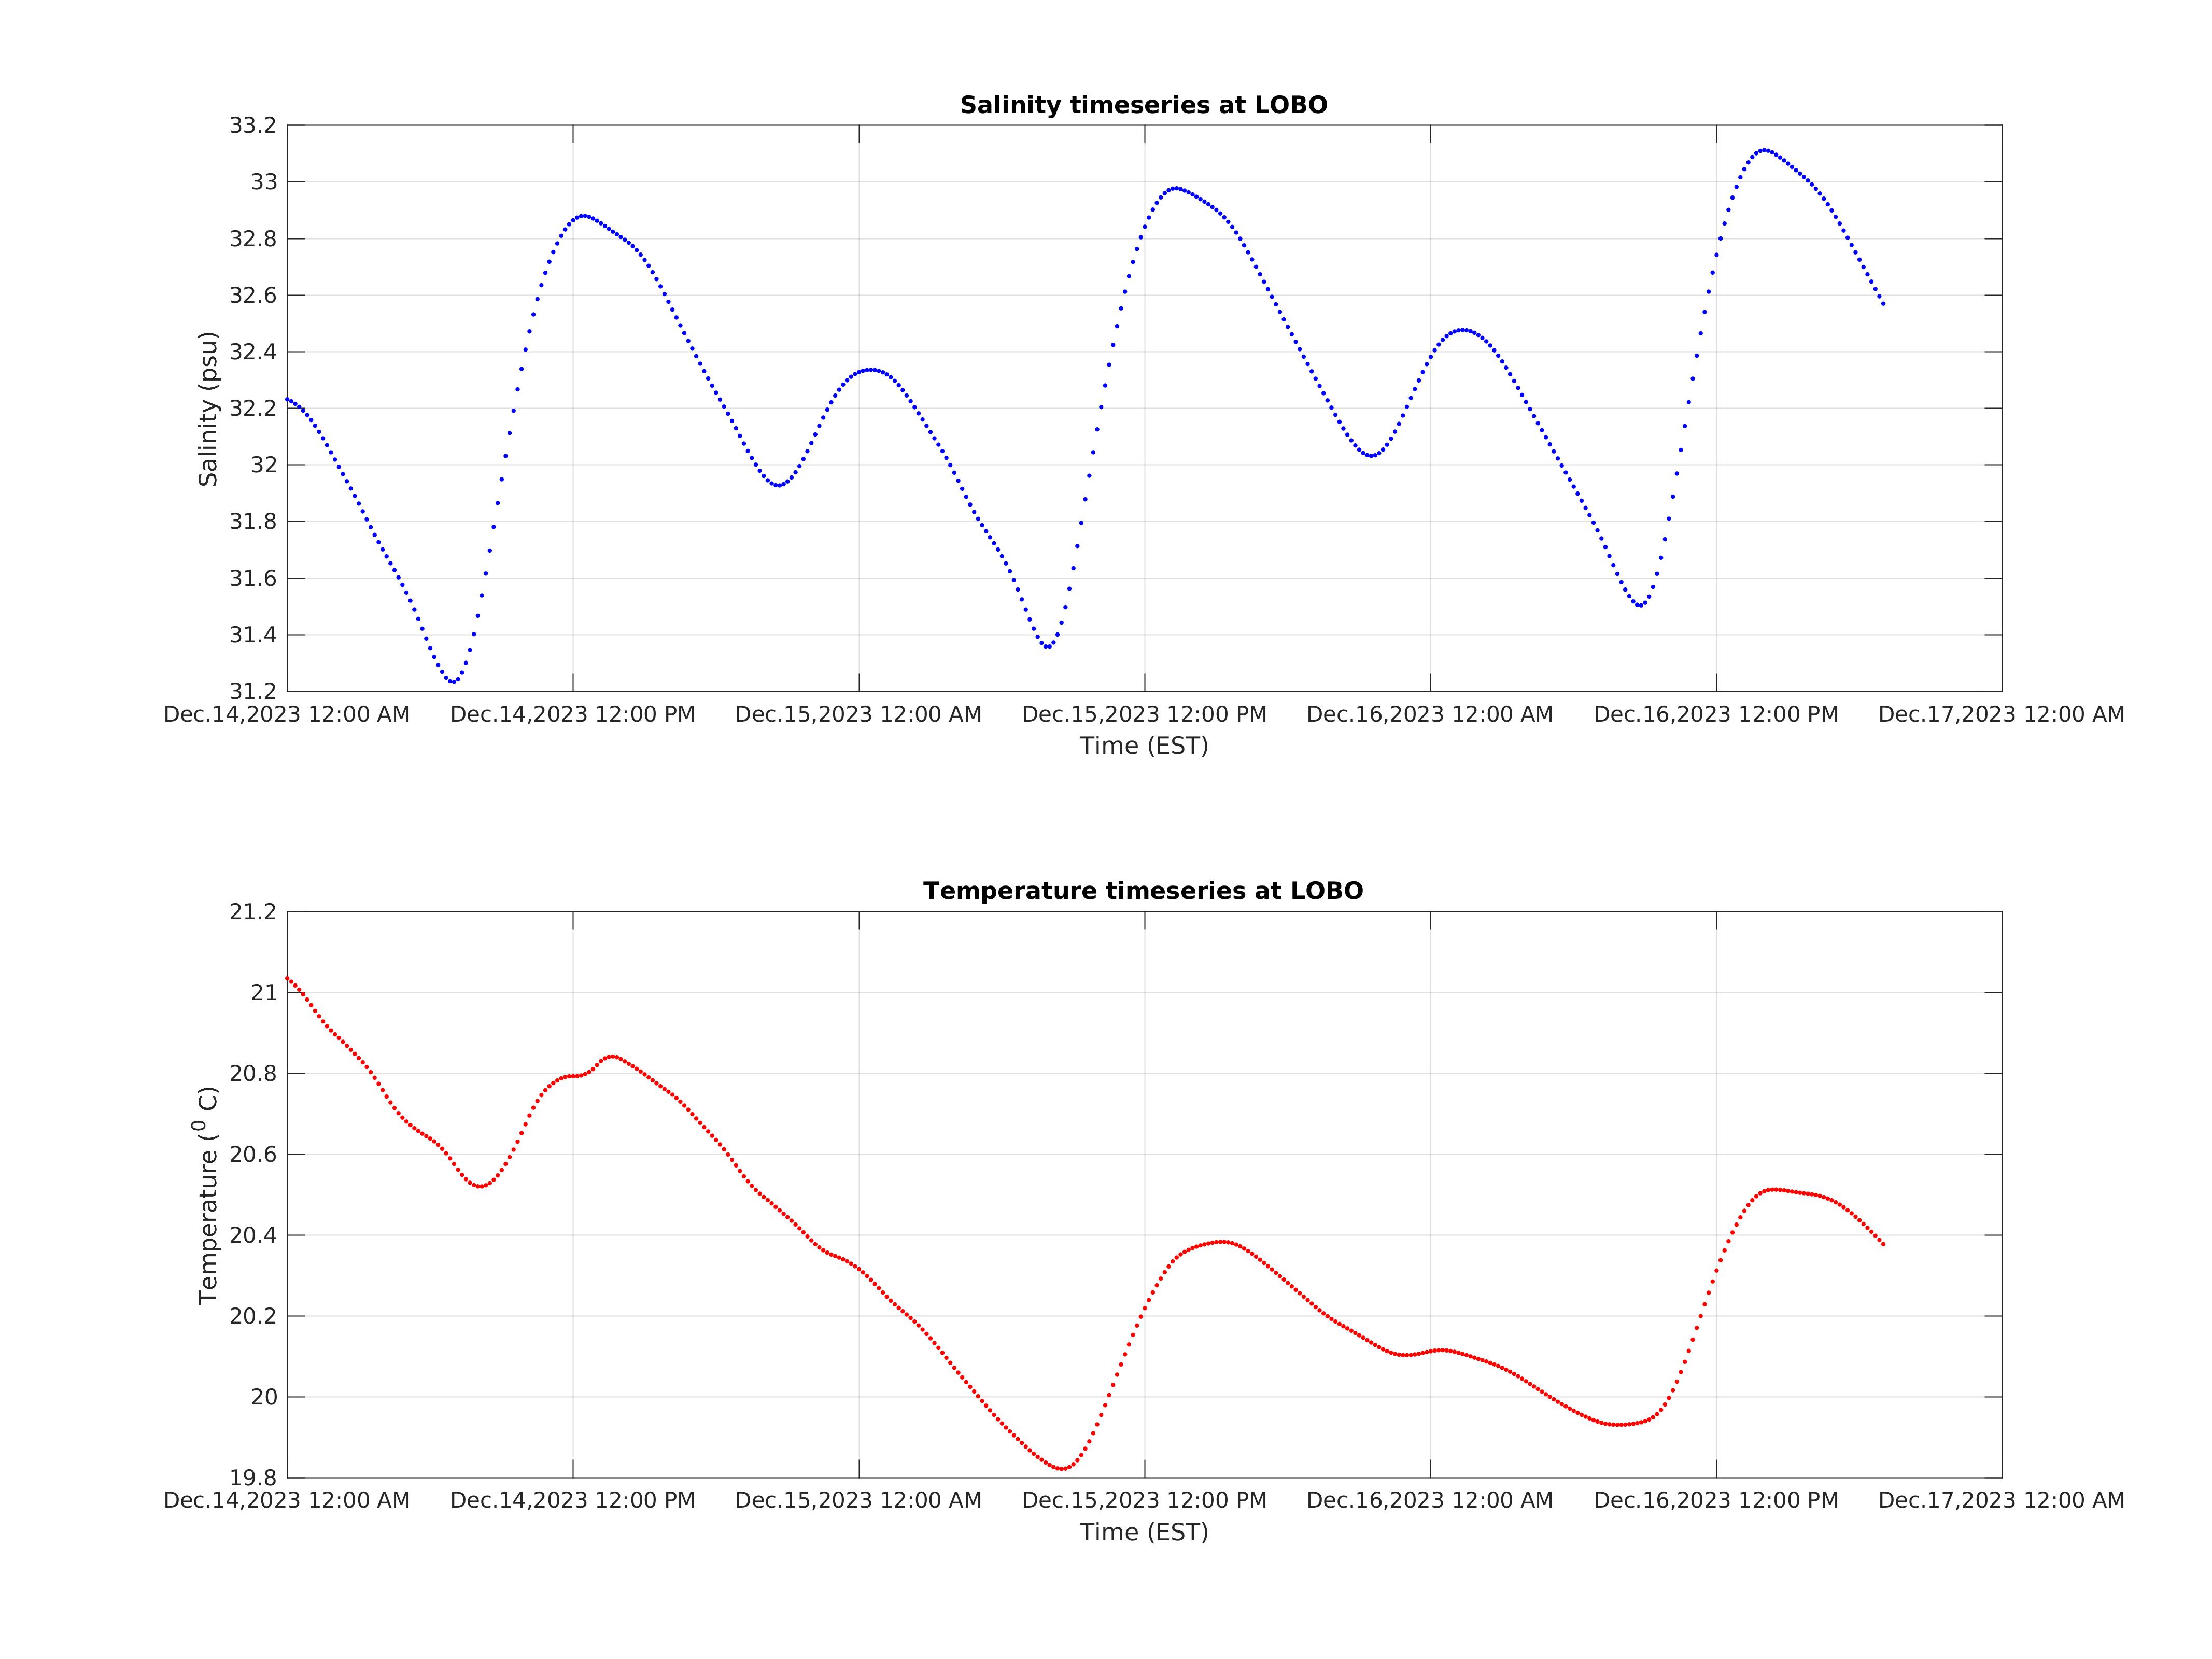 Salinity timeseries at LOBO
33.2
33
32.8
32.6
32.4
32.2
32
31.8
31.6
31.4
31.2
Salinity (psu)
Dec.14,2023 12:00 AM Dec.14,2023 12:00 PM Dec.15,2023 12:00 AM Dec.15,2023 12:00 PM Dec.16,2023 12:00 AM Dec.16,2023 12:00 PM Dec.17,2023 12:00 AM
Time (EST)
Temperature timeseries at LOBO
21.2
21
20.8
20.6
20.4
20.2
20
19.8
Temperature (⁰ C)
Dec.14,2023 12:00 AM Dec.14,2023 12:00 PM Dec.15,2023 12:00 AM Dec.15,2023 12:00 PM Dec.16,2023 12:00 AM Dec.16,2023 12:00 PM Dec.17,2023 12:00 AM
Time (EST)